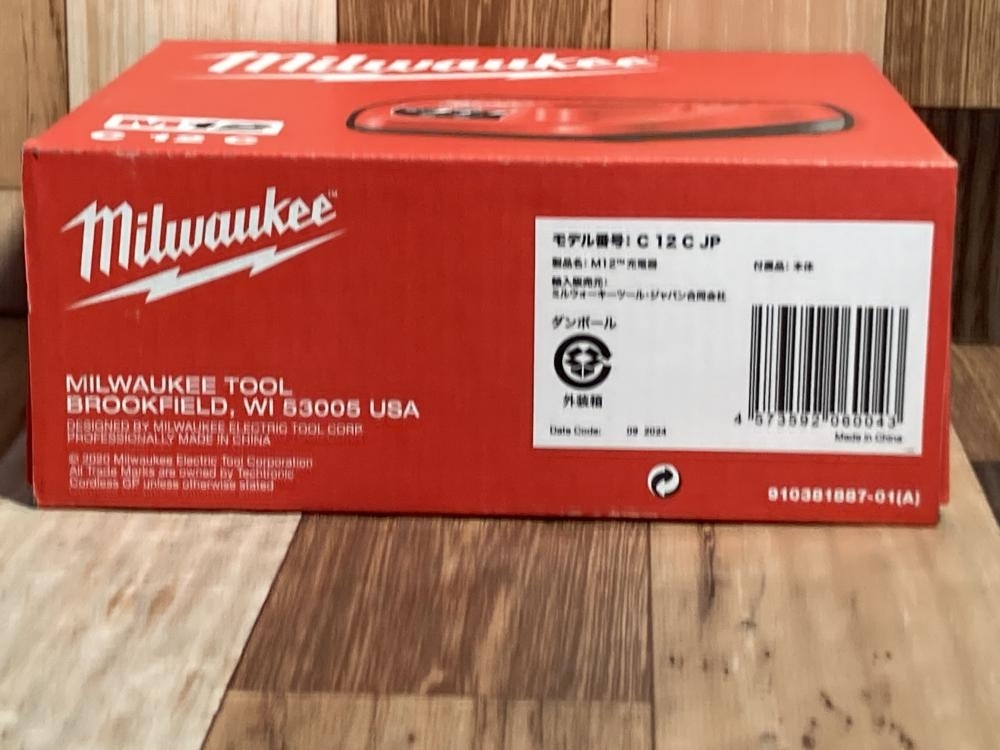 Milwaukee
M12
C 12 C
Milwaukee™
MILWAUKEE TOOL
BROOKFIELD, WI 53005 USA
DESIGNED BY MILWAUKEE ELECTRIC TOOL CORP.
PROFESSIONALLY MADE IN CHINA
© 2020 Milwaukee Electric Tool Corporation
All Trade Marks are owned by Techtronic
Cordless GP unless otherwise stated
モデル番号: C 12 C JP
製品名: M12™ 充電器
付属品: 本体
輸入販売元:
ミルウォーキーツール・ジャパン合同会社
ダンボール
外装箱
Date Code: 09 2024
4 573592 060043
Made in China
910381887-01(A)